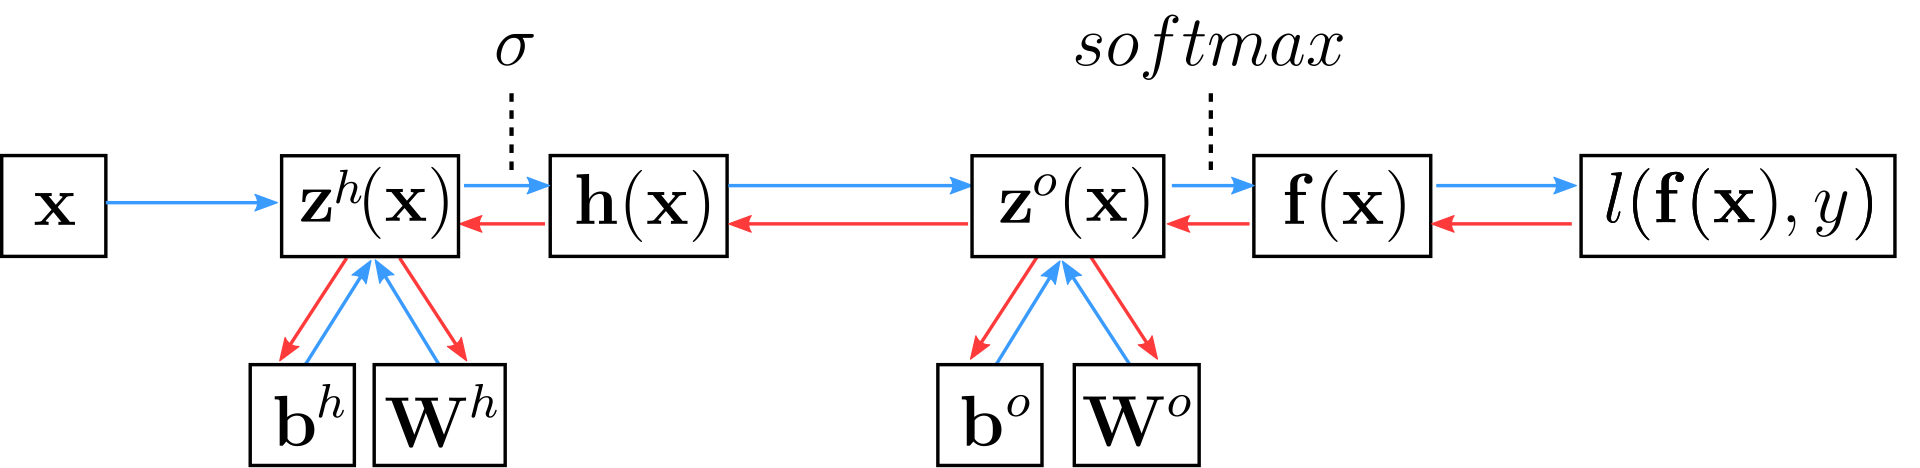 σ softmax
x z^h(x) h(x) z^o(x) f(x) l(f(x), y)
b^h W^h b^o W^o